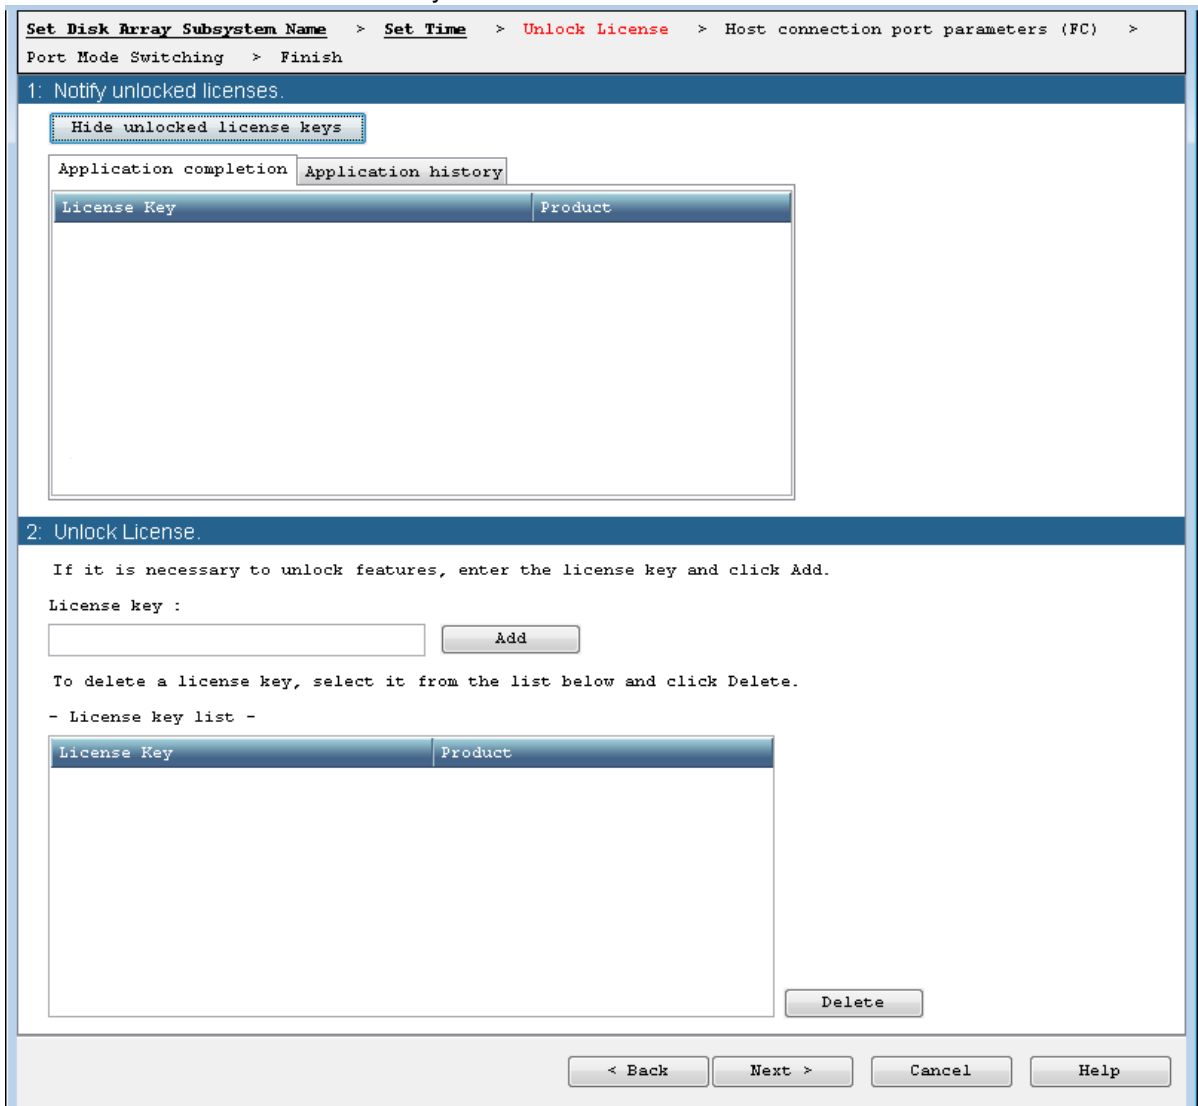 Set Disk Array Subsystem Name > Set Time > Unlock License > Host connection port parameters (FC) >
Port Mode Switching > Finish
1: Notify unlocked licenses.
Hide unlocked license keys
Application completion Application history
License Key Product
2: Unlock License.
If it is necessary to unlock features, enter the license key and click Add.
License key :
Add
To delete a license key, select it from the list below and click Delete.
- License key list -
License Key Product
Delete
< Back Next > Cancel Help